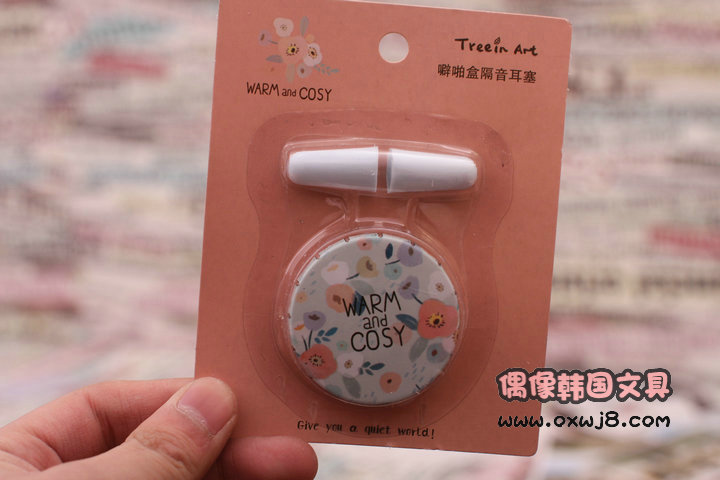 Treein Art
噼啪盒隔音耳塞
WARM and COSY
WARM
and
COSY
Give you a quiet world!
偶像韩国文具
www.oxwj8.com